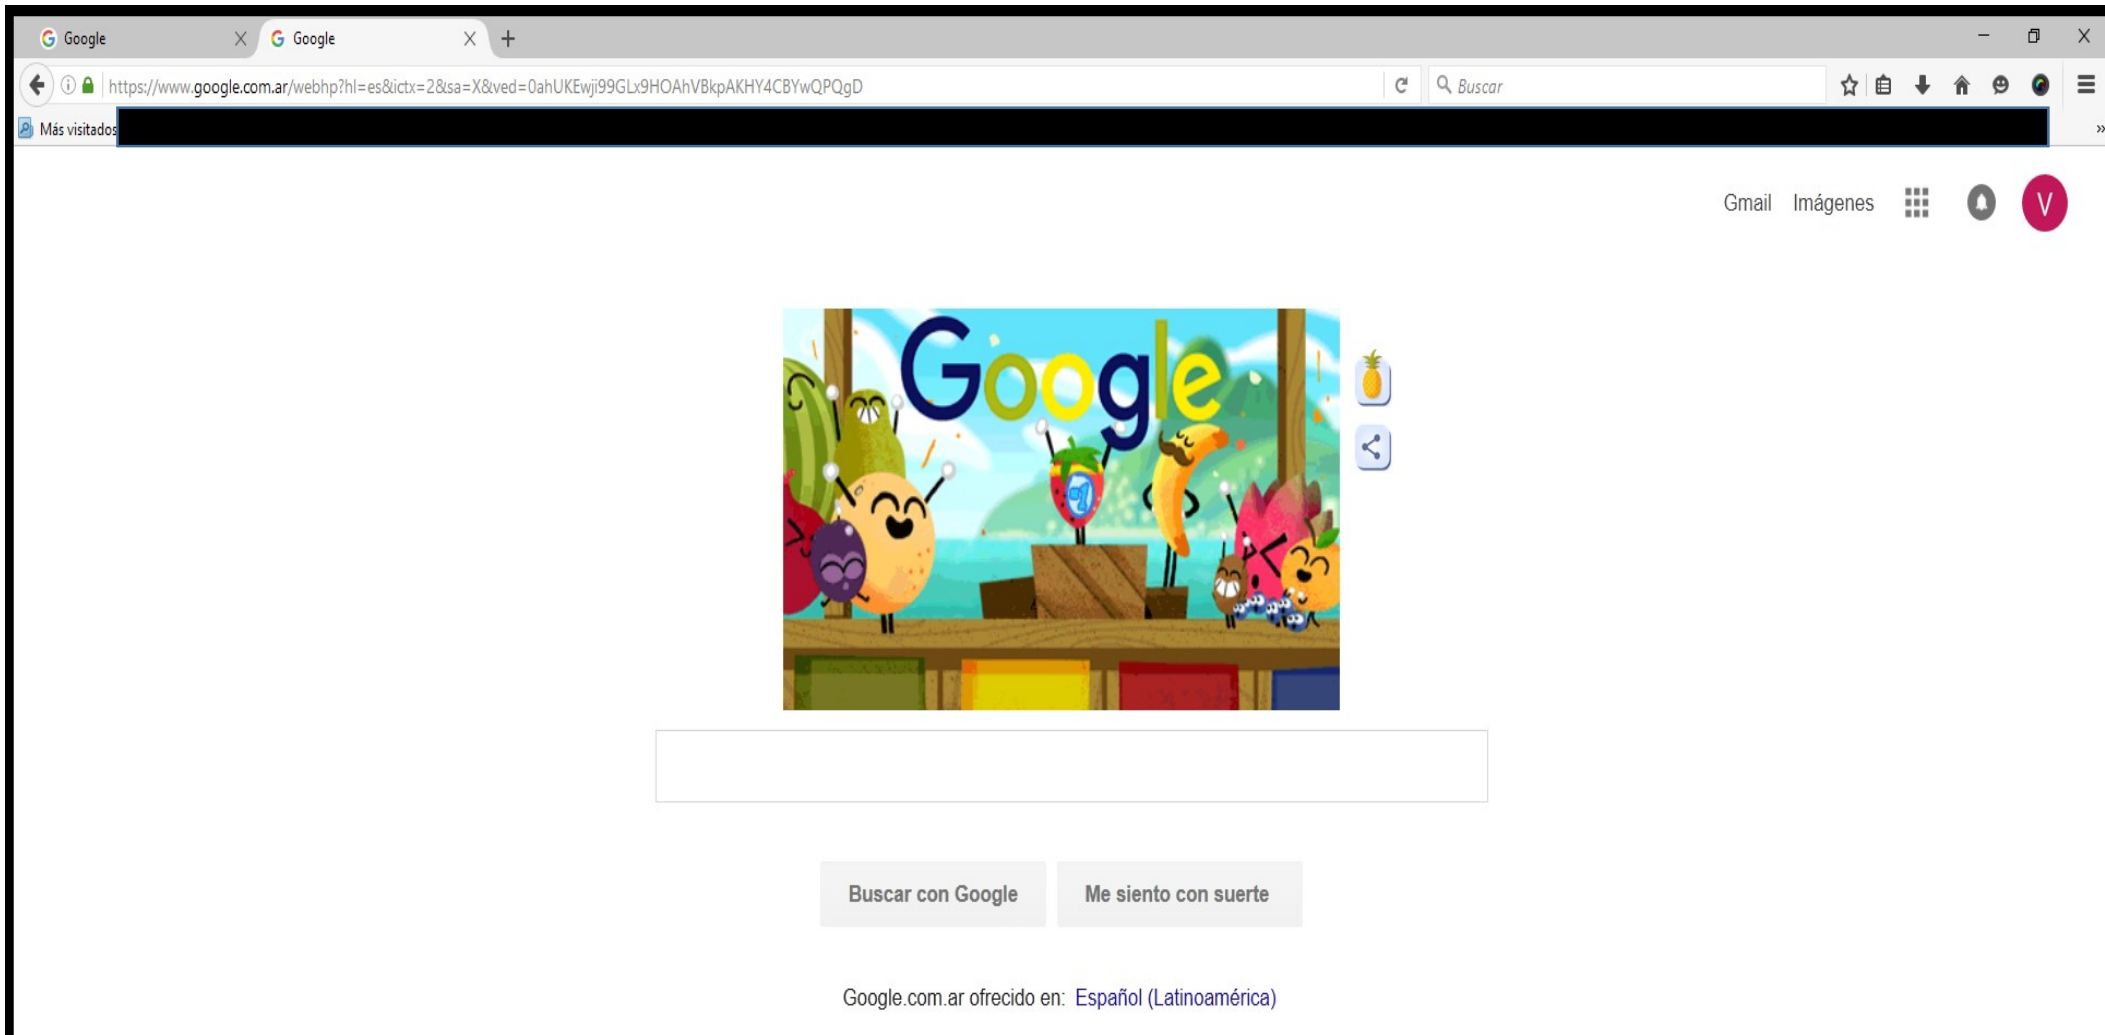 Google Google
https://www.google.com.ar/webhp?hl=es&ictx=2&sa=X&ved=0ahUKEwji99GLx9HOAhVBkpAKHY4CBYwQPQgD Buscar
Más visitados
Gmail Imágenes V
Google
1
Buscar con Google Me siento con suerte
Google.com.ar ofrecido en: Español (Latinoamérica)